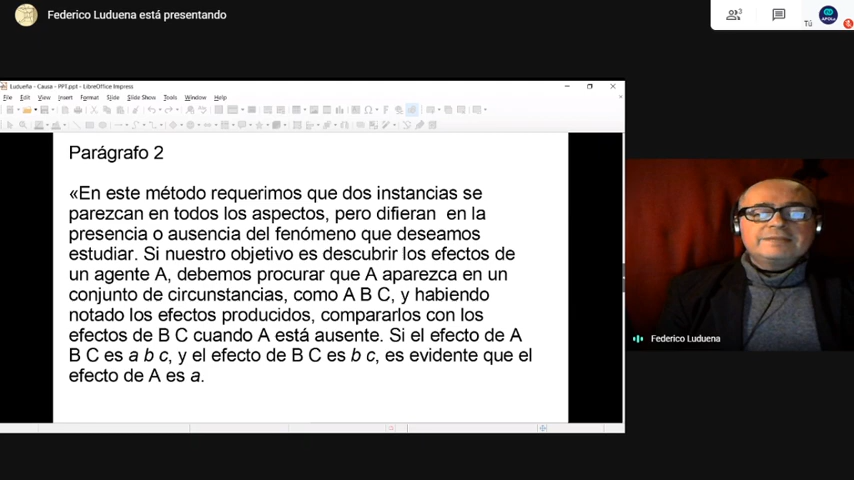 Federico Luduena está presentando
3
Tú
APOLa
Ludueña - Causa - PPT.ppt - LibreOffice Impress
File Edit View Insert Format Slide Slide Show Tools Window Help
Parágrafo 2
«En este método requerimos que dos instancias se
parezcan en todos los aspectos, pero difieran en la
presencia o ausencia del fenómeno que deseamos
estudiar. Si nuestro objetivo es descubrir los efectos de
un agente A, debemos procurar que A aparezca en un
conjunto de circunstancias, como A B C, y habiendo
notado los efectos producidos, compararlos con los
efectos de B C cuando A está ausente. Si el efecto de A
B C es a b c, y el efecto de B C es b c, es evidente que el
efecto de A es a.
Federico Luduena